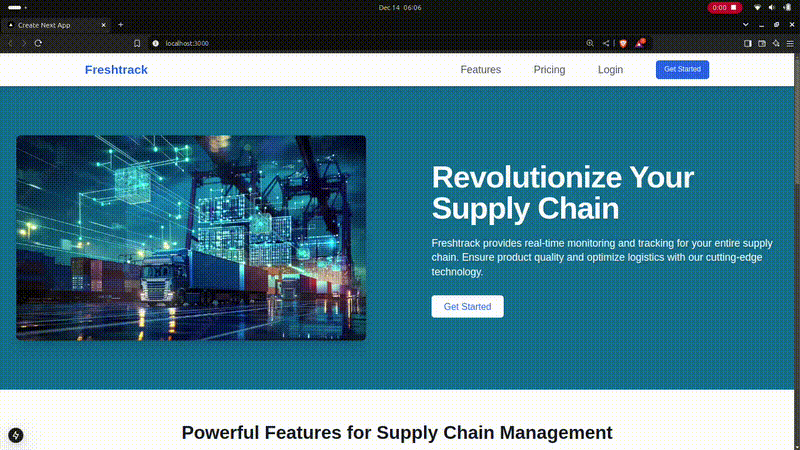 Dec 14 06:06
0:00
Create Next App
localhost:3000
Freshtrack
Features
Pricing
Login
Get Started
Revolutionize Your
Supply Chain
Freshtrack provides real-time monitoring and tracking for your entire supply
chain. Ensure product quality and optimize logistics with our cutting-edge
technology.
Get Started
Powerful Features for Supply Chain Management